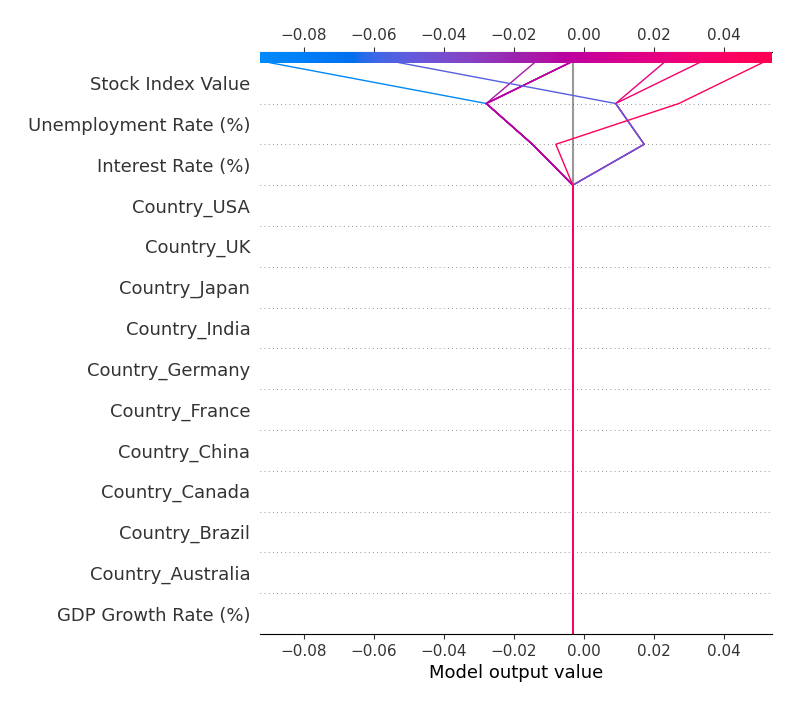 −0.08 −0.06 −0.04 −0.02 0.00 0.02 0.04
Stock Index Value
Unemployment Rate (%)
Interest Rate (%)
Country_USA
Country_UK
Country_Japan
Country_India
Country_Germany
Country_France
Country_China
Country_Canada
Country_Brazil
Country_Australia
GDP Growth Rate (%)
−0.08 −0.06 −0.04 −0.02 0.00 0.02 0.04
Model output value